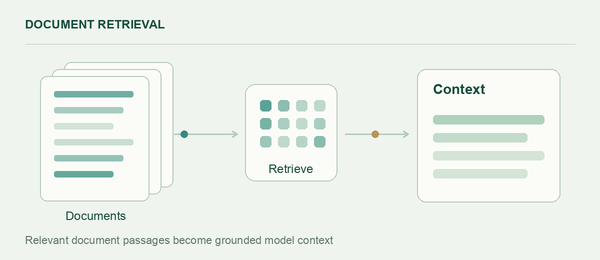 DOCUMENT RETRIEVAL
Documents
Retrieve
Context
Relevant document passages become grounded model context